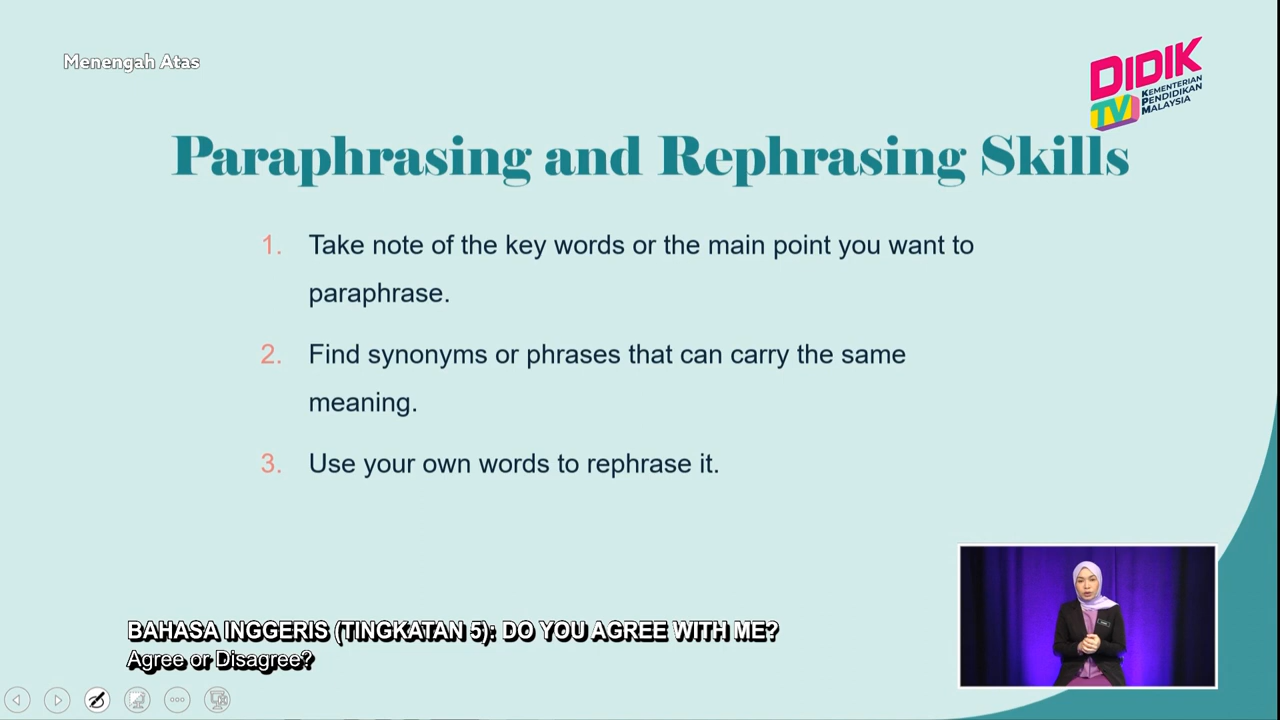 Menengah Atas
DIDIK
TV
KEMENTERIAN
PENDIDIKAN
MALAYSIA
Paraphrasing and Rephrasing Skills
1. Take note of the key words or the main point you want to
paraphrase.
2. Find synonyms or phrases that can carry the same
meaning.
3. Use your own words to rephrase it.
BAHASA INGGERIS (TINGKATAN 5): DO YOU AGREE WITH ME?
Agree or Disagree?